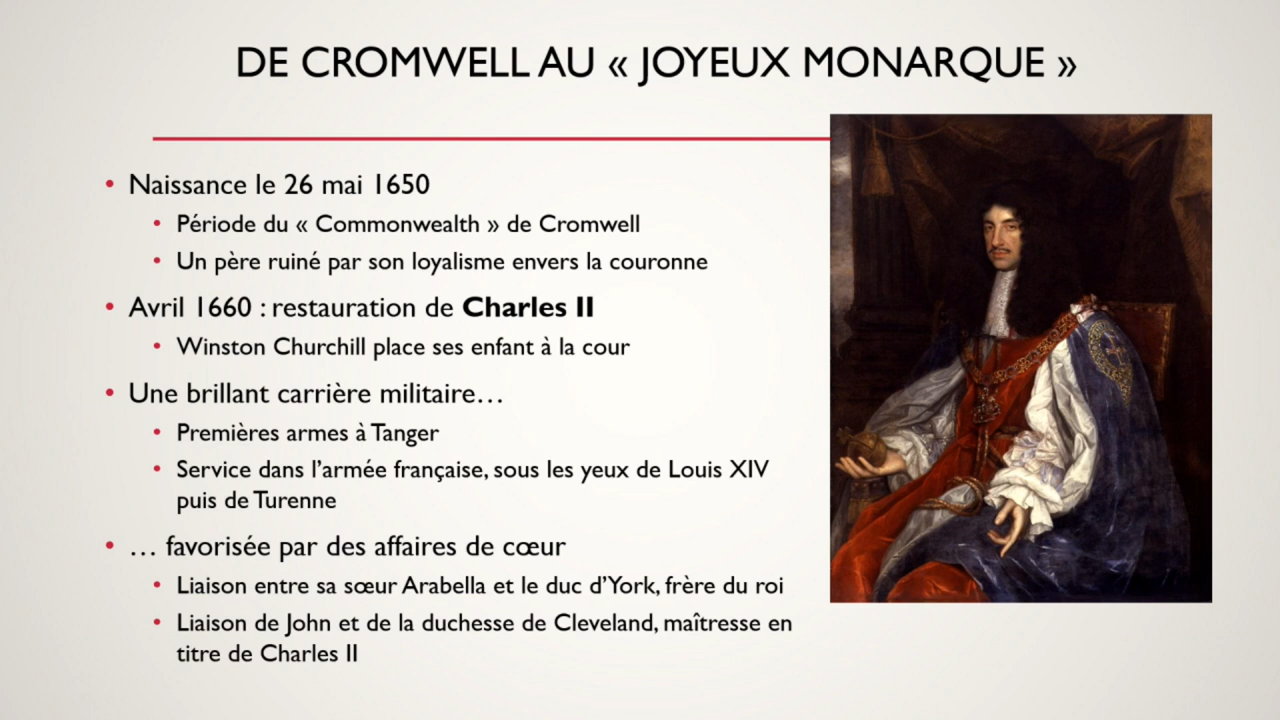 DE CROMWELL AU « JOYEUX MONARQUE »
• Naissance le 26 mai 1650
• Période du « Commonwealth » de Cromwell
• Un père ruiné par son loyalisme envers la couronne
• Avril 1660 : restauration de Charles II
• Winston Churchill place ses enfant à la cour
• Une brillant carrière militaire…
• Premières armes à Tanger
• Service dans l’armée française, sous les yeux de Louis XIV
puis de Turenne
• … favorisée par des affaires de cœur
• Liaison entre sa sœur Arabella et le duc d’York, frère du roi
• Liaison de John et de la duchesse de Cleveland, maîtresse en
titre de Charles II